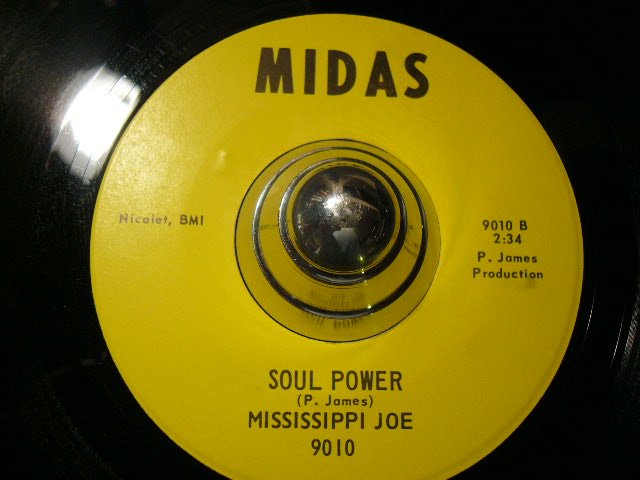 MIDAS
Nicolet, BMI
9010 B
2:34
P. James
Production
SOUL POWER
(P. James)
MISSISSIPPI JOE
9010